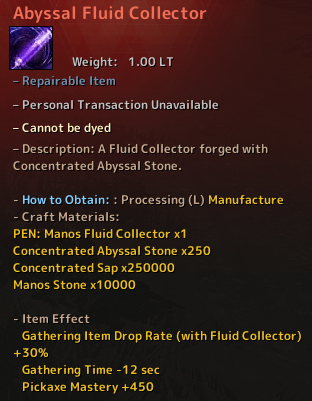 Abyssal Fluid Collector
Weight: 1.00 LT
– Repairable Item
– Personal Transaction Unavailable
– Cannot be dyed
– Description: A Fluid Collector forged with
Concentrated Abyssal Stone.
- How to Obtain: : Processing (L) Manufacture
- Craft Materials:
PEN: Manos Fluid Collector x1
Concentrated Abyssal Stone x250
Concentrated Sap x250000
Manos Stone x10000
- Item Effect
Gathering Item Drop Rate (with Fluid Collector)
+30%
Gathering Time -12 sec
Pickaxe Mastery +450